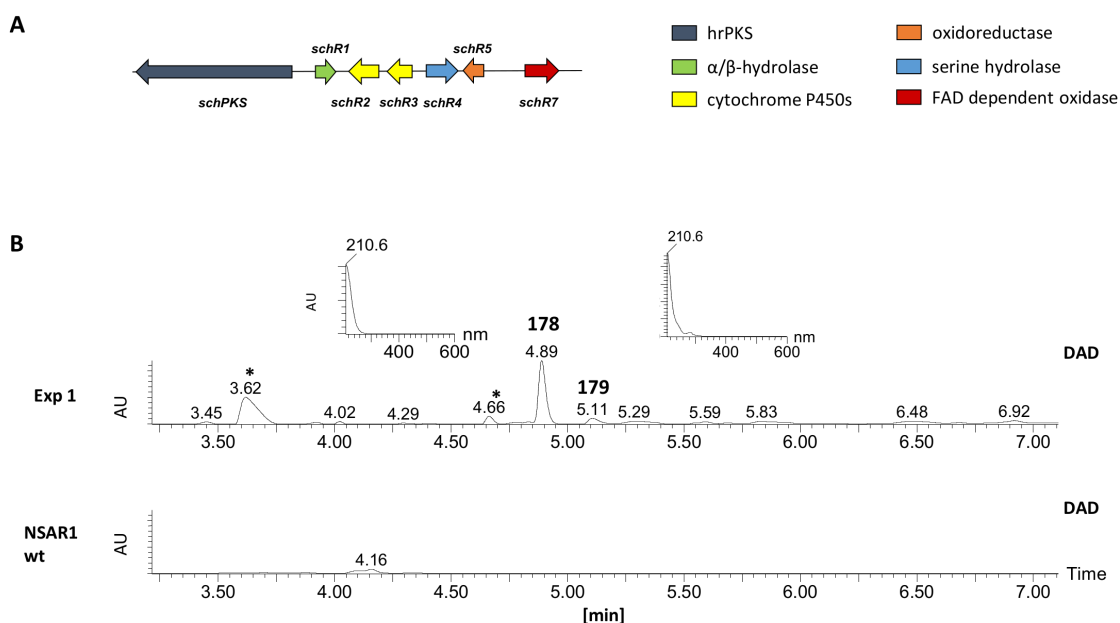 A
schR1 schR5
schPKS schR2 schR3 schR4 schR7
hrPKS
α/β-hydrolase
cytochrome P450s
oxidoreductase
serine hydrolase
FAD dependent oxidase
B
210.6 210.6
AU
nm nm
400 600 400 600
178
DAD
* 4.89
Exp 1 AU 3.45 3.62 4.02 4.29 4.66 * 179 5.11 5.29 5.59 5.83 6.48 6.92
3.50 4.00 4.50 5.00 5.50 6.00 6.50 7.00
DAD
NSAR1
wt
AU
4.16
Time
3.50 4.00 4.50 5.00 5.50 6.00 6.50 7.00
[min]